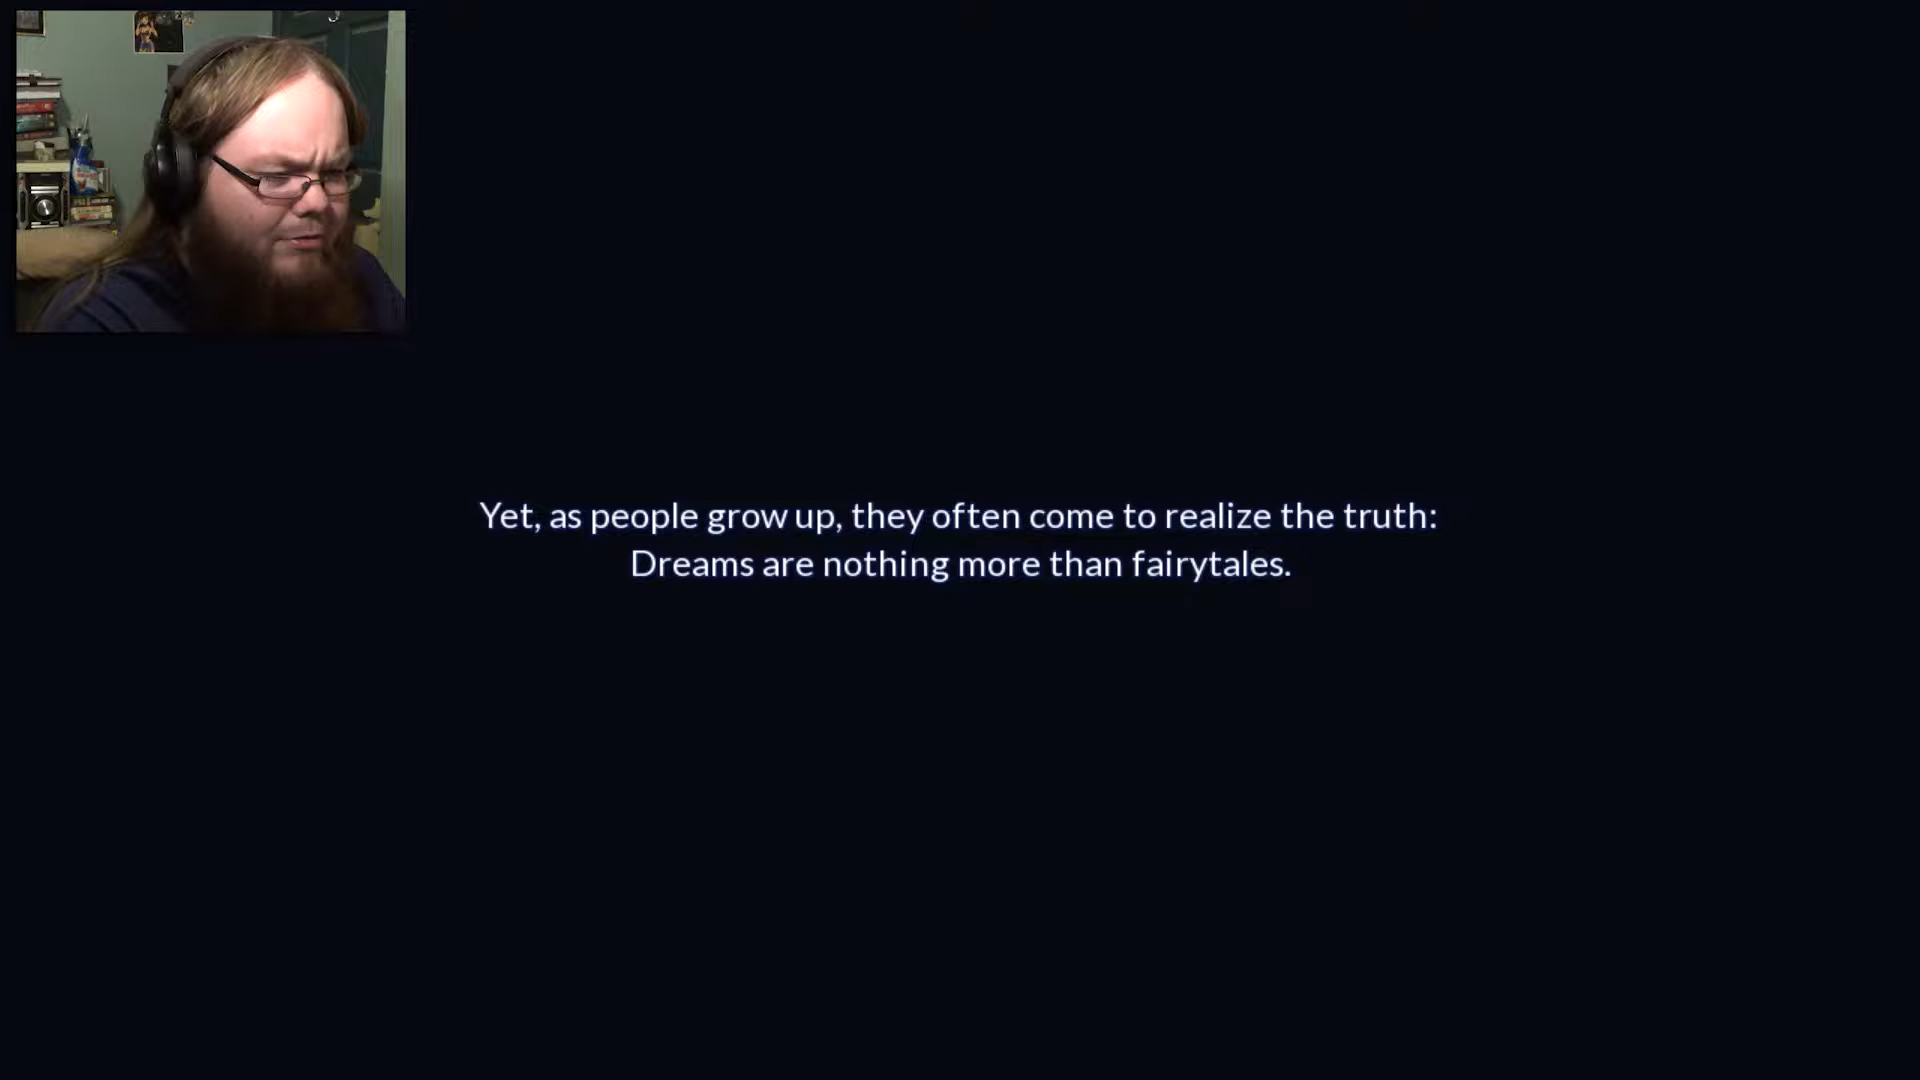 Yet, as people grow up, they often come to realize the truth:
Dreams are nothing more than fairytales.